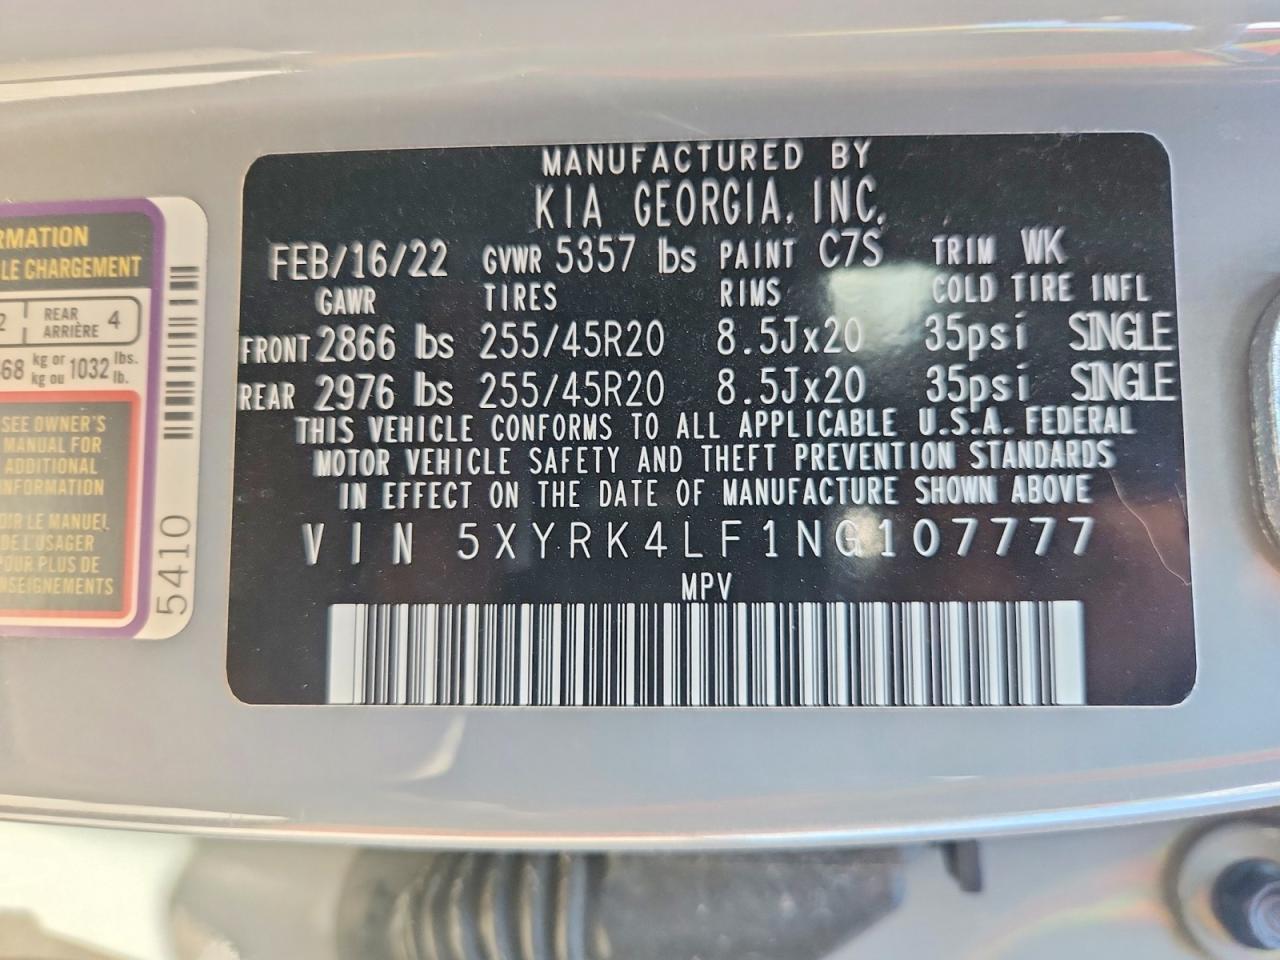 MANUFACTURED BY
KIA GEORGIA, INC.
FEB/16/22 GVWR 5357 lbs PAINT C7S TRIM WK
GAWR TIRES RIMS COLD TIRE INFL
FRONT 2866 lbs 255/45R20 8.5Jx20 35psi SINGLE
REAR 2976 lbs 255/45R20 8.5Jx20 35psi SINGLE
THIS VEHICLE CONFORMS TO ALL APPLICABLE U.S.A. FEDERAL
MOTOR VEHICLE SAFETY AND THEFT PREVENTION STANDARDS
IN EFFECT ON THE DATE OF MANUFACTURE SHOWN ABOVE
VIN 5XYRK4LF1NG107777
MPV
RMATION
LE CHARGEMENT
2 REAR ARRIÈRE 4
68 kg or 1032 lbs.
kg ou lb.
SEE OWNER'S
MANUAL FOR
ADDITIONAL
INFORMATION
OIR LE MANUEL
DE L'USAGER
POUR PLUS DE
NSEIGNEMENTS
5410